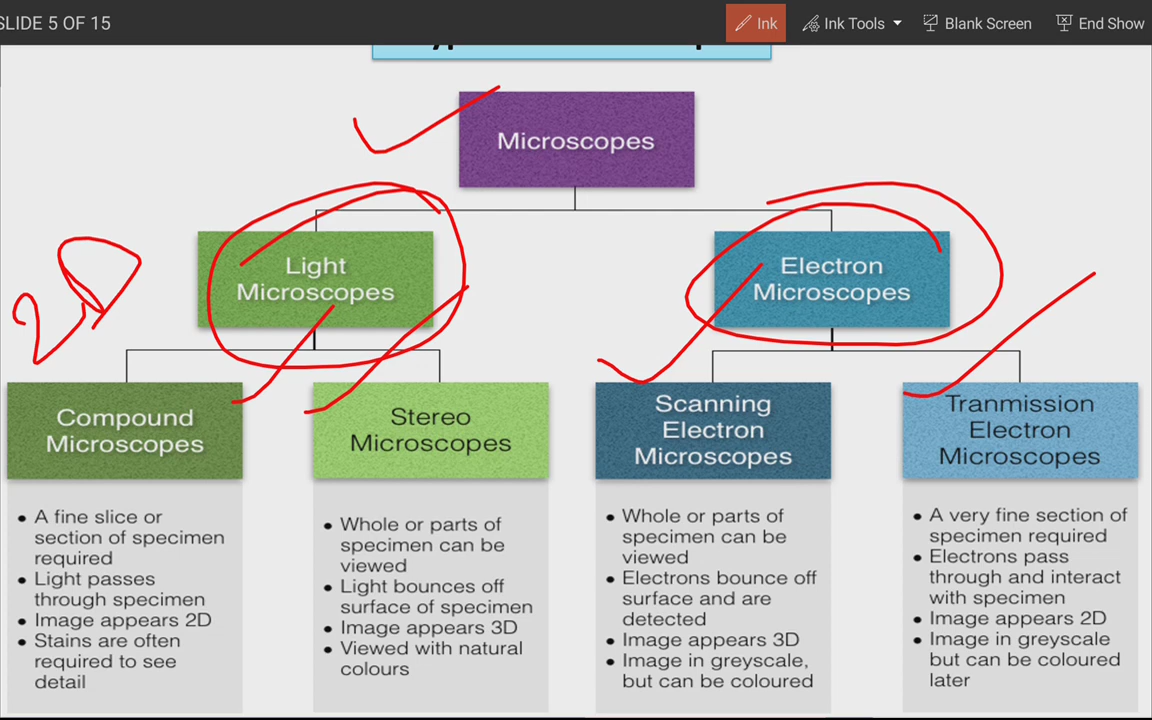 SLIDE 5 OF 15
Ink
Ink Tools
Blank Screen
End Show
Microscopes
Light
Microscopes
Electron
Microscopes
2D
Compound
Microscopes
Stereo
Microscopes
Scanning
Electron
Microscopes
Tranmission
Electron
Microscopes
• A fine slice or
section of specimen
required
• Light passes
through specimen
• Image appears 2D
• Stains are often
required to see
detail
• Whole or parts of
specimen can be
viewed
• Light bounces off
surface of specimen
• Image appears 3D
• Viewed with natural
colours
• Whole or parts of
specimen can be
viewed
• Electrons bounce off
surface and are
detected
• Image appears 3D
• Image in greyscale,
but can be coloured
• A very fine section of
specimen required
• Electrons pass
through and interact
with specimen
• Image appears 2D
• Image in greyscale
but can be coloured
later